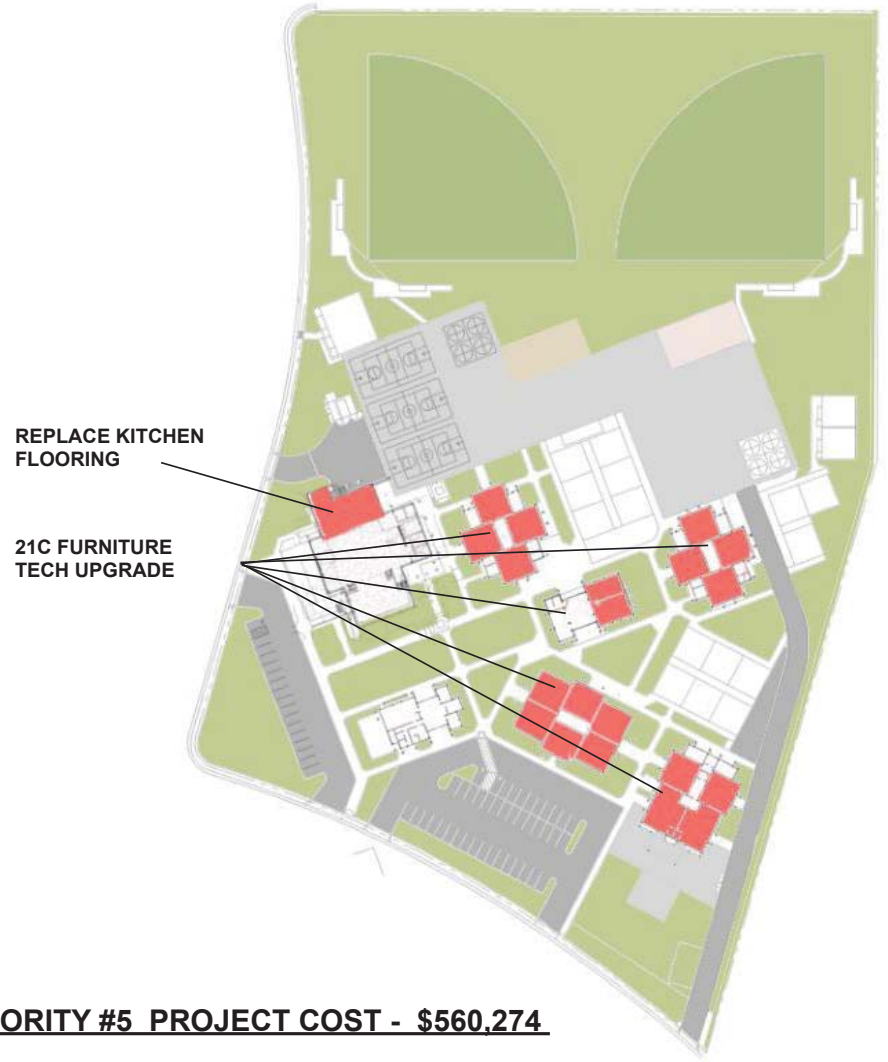 REPLACE KITCHEN
FLOORING
21C FURNITURE
TECH UPGRADE
ORITY #5 PROJECT COST - $560,274